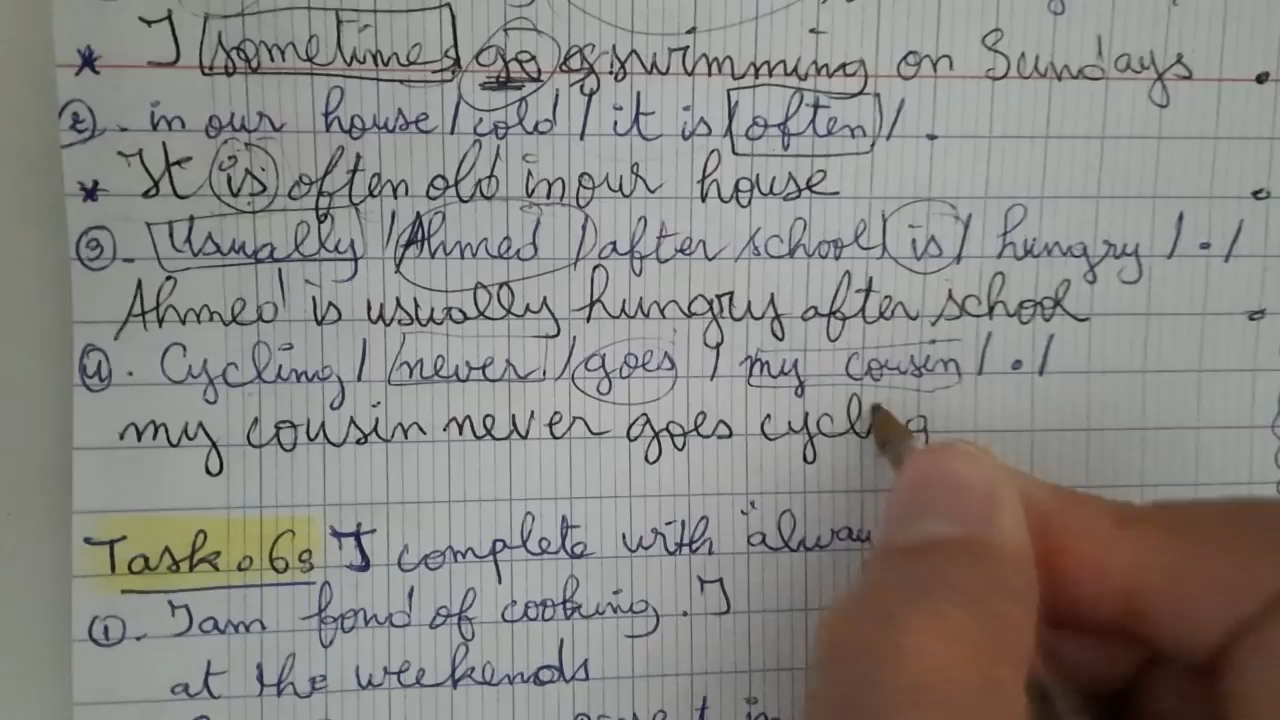 * I sometimes go swimming on Sundays .
②. in our house / cold / it is / often / .
* It is often old in our house .
③. Usually / Ahmed / after school / is / hungry / . /
Ahmed is usually hungry after school .
④. Cycling / never / goes / my cousin / . /
my cousin never goes cycl
Task .06: I complete with "alway
①. I am fond of cooking . I
at the weekends